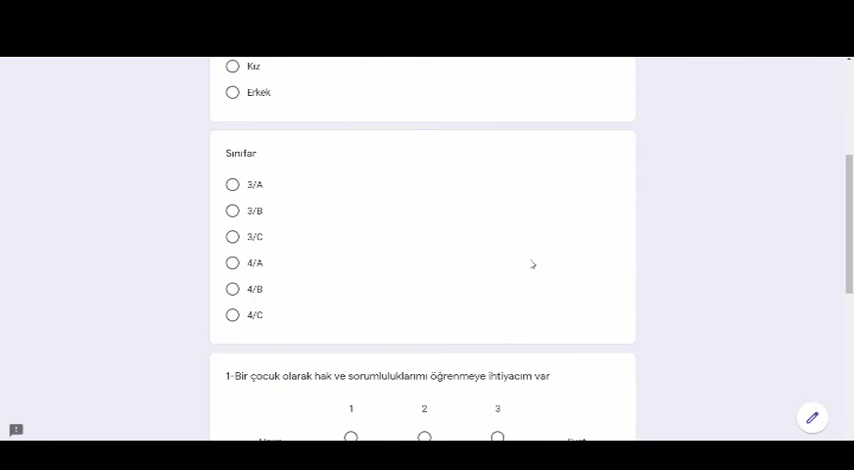 Kız
Erkek
Sınıfar
3/A
3/B
3/C
4/A
4/B
4/C
1-Bir çocuk olarak hak ve sorumluluklarımı öğrenmeye ihtiyacım var
1 2 3